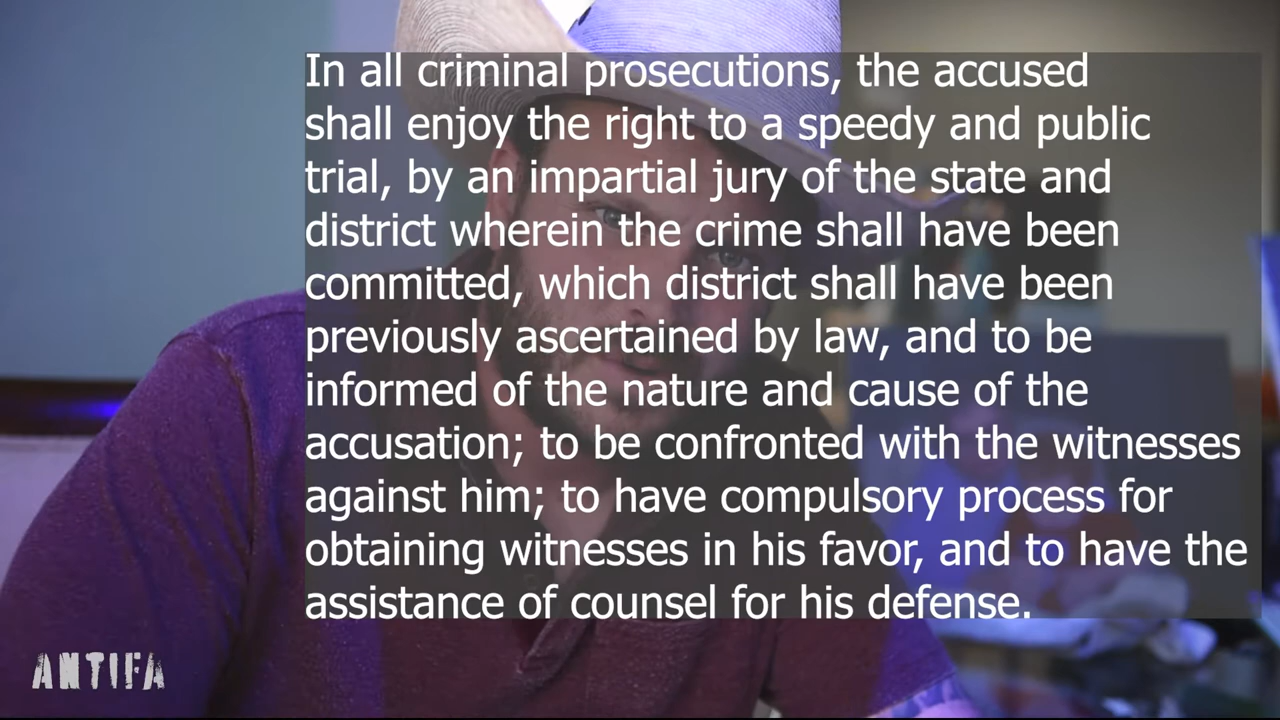 In all criminal prosecutions, the accused
shall enjoy the right to a speedy and public
trial, by an impartial jury of the state and
district wherein the crime shall have been
committed, which district shall have been
previously ascertained by law, and to be
informed of the nature and cause of the
accusation; to be confronted with the witnesses
against him; to have compulsory process for
obtaining witnesses in his favor, and to have the
assistance of counsel for his defense.
ANTIFA